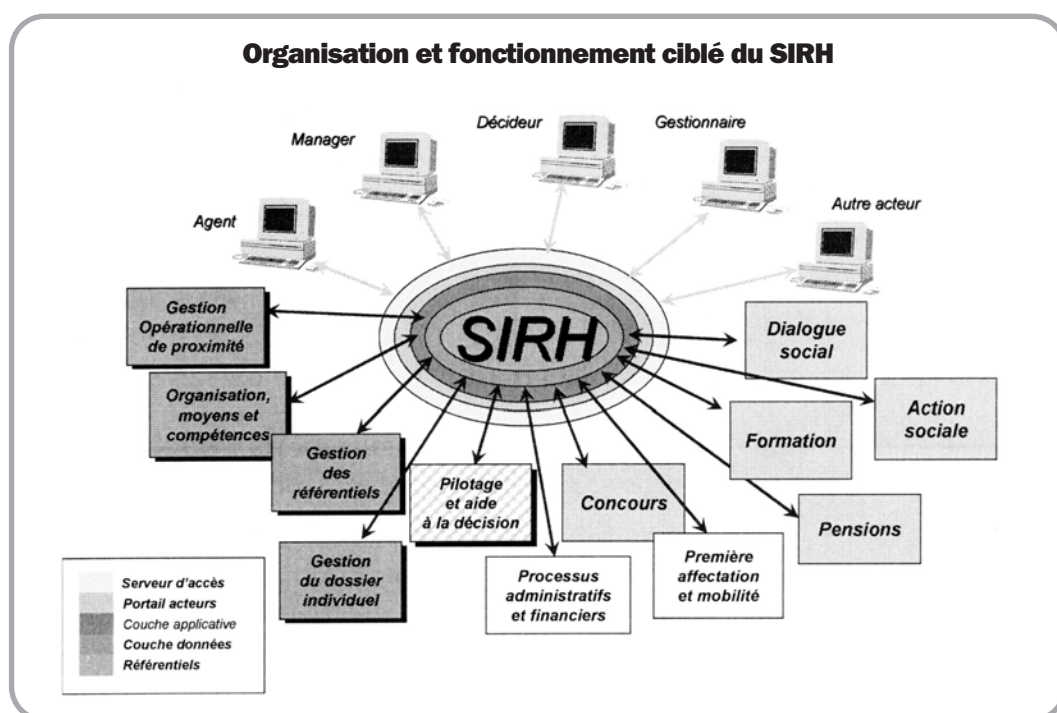 Organisation et fonctionnement ciblé du SIRH
Agent
Manager
Décideur
Gestionnaire
Autre acteur
SIRH
Gestion
Opérationnelle
de proximité
Organisation,
moyens et
compétences
Gestion
des
référentiels
Gestion
du dossier
individuel
Pilotage
et aide
à la décision
Processus
administratifs
et financiers
Concours
Première
affectation
et mobilité
Pensions
Formation
Action
sociale
Dialogue
social
Serveur d'accès
Portail acteurs
Couche applicative
Couche données
Référentiels